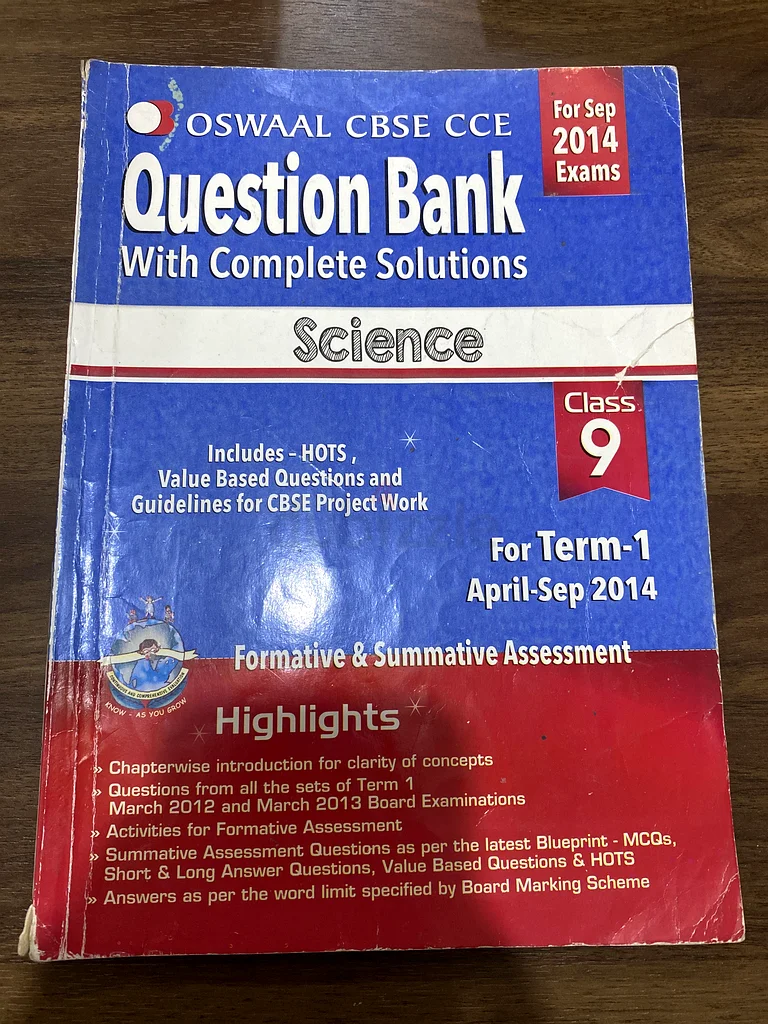 OSWAAL CBSE CCE
For Sep
2014
Exams
Question Bank
With Complete Solutions
Science
Class
9
Includes - HOTS ,
Value Based Questions and
Guidelines for CBSE Project Work
For Term-1
April-Sep 2014
CONTINUOUS AND COMPREHENSIVE EVALUATION
KNOW - AS YOU GROW
Formative & Summative Assessment
Highlights
» Chapterwise introduction for clarity of concepts
» Questions from all the sets of Term 1
March 2012 and March 2013 Board Examinations
» Activities for Formative Assessment
» Summative Assessment Questions as per the latest Blueprint - MCQs,
Short & Long Answer Questions, Value Based Questions & HOTS
» Answers as per the word limit specified by Board Marking Scheme